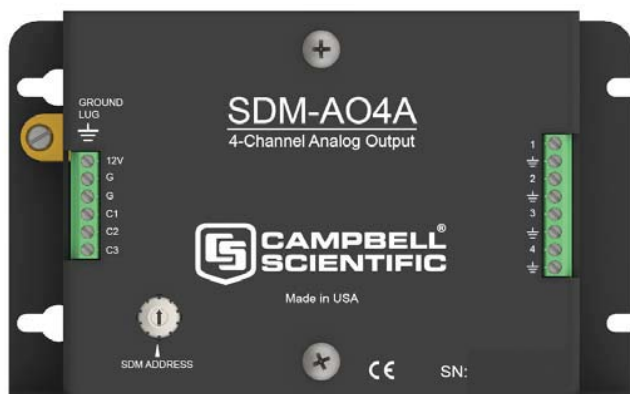 GROUND
LUG
12V
G
G
C1
C2
C3
SDM ADDRESS
SDM-AO4A
4-Channel Analog Output
CAMPBELL®
SCIENTIFIC
Made in USA
CE
SN:
1
2
3
4